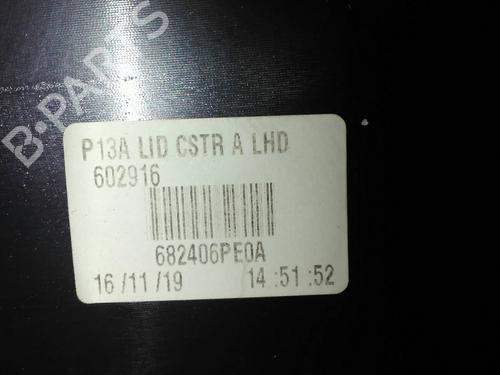 B-PARTS
P13A LID CSTR A LHD
602916
682406PE0A
16 /11 /19 14 :51 :52